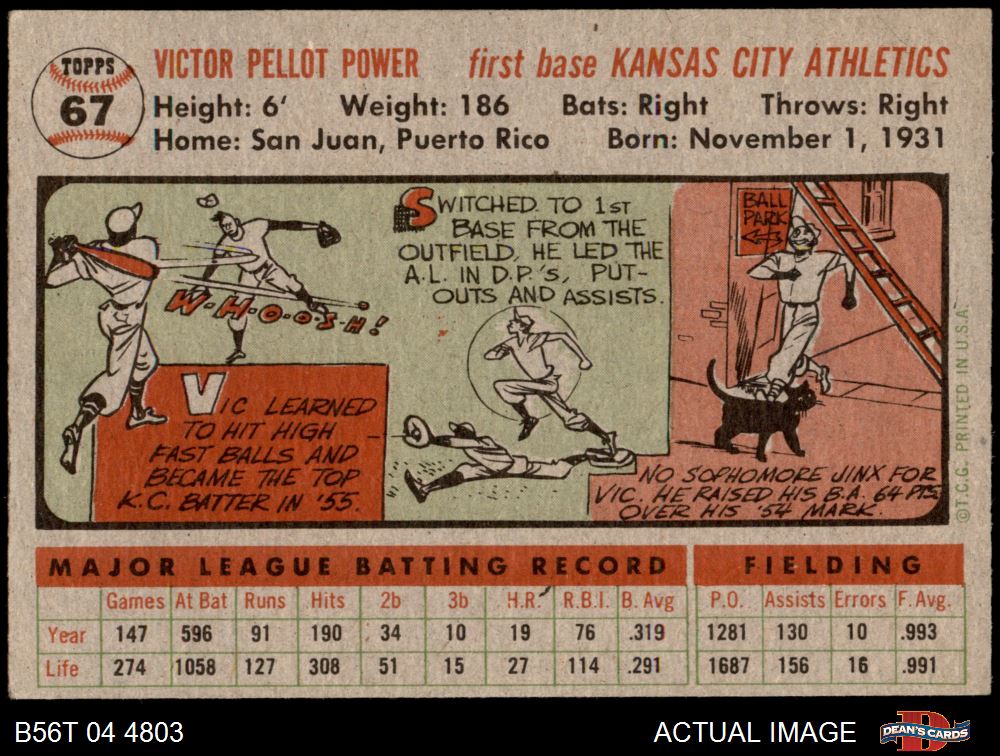 TOPPS
67
VICTOR PELLOT POWER first base KANSAS CITY ATHLETICS
Height: 6' Weight: 186 Bats: Right Throws: Right
Home: San Juan, Puerto Rico Born: November 1, 1931
W-H-O-O-S-H!
VIC LEARNED
TO HIT HIGH
FAST BALLS AND
BECAME THE TOP
K.C. BATTER IN '55.
SWITCHED TO 1ST
BASE FROM THE
OUTFIELD, HE LED THE
A.L. IN D.P.'S, PUT-
OUTS AND ASSISTS.
BALL
PARK
NO SOPHOMORE JINX FOR
VIC. HE RAISED HIS B.A. 64 PTS.
OVER HIS '54 MARK.
©T.C.G. PRINTED IN U.S.A.
MAJOR LEAGUE BATTING RECORD FIELDING
Games At Bat Runs Hits 2b 3b H.R. R.B.I. B. Avg P.O. Assists Errors F. Avg.
Year 147 596 91 190 34 10 19 76 .319 1281 130 10 .993
Life 274 1058 127 308 51 15 27 114 .291 1687 156 16 .991
B56T 04 4803 ACTUAL IMAGE DEAN'S CARDS